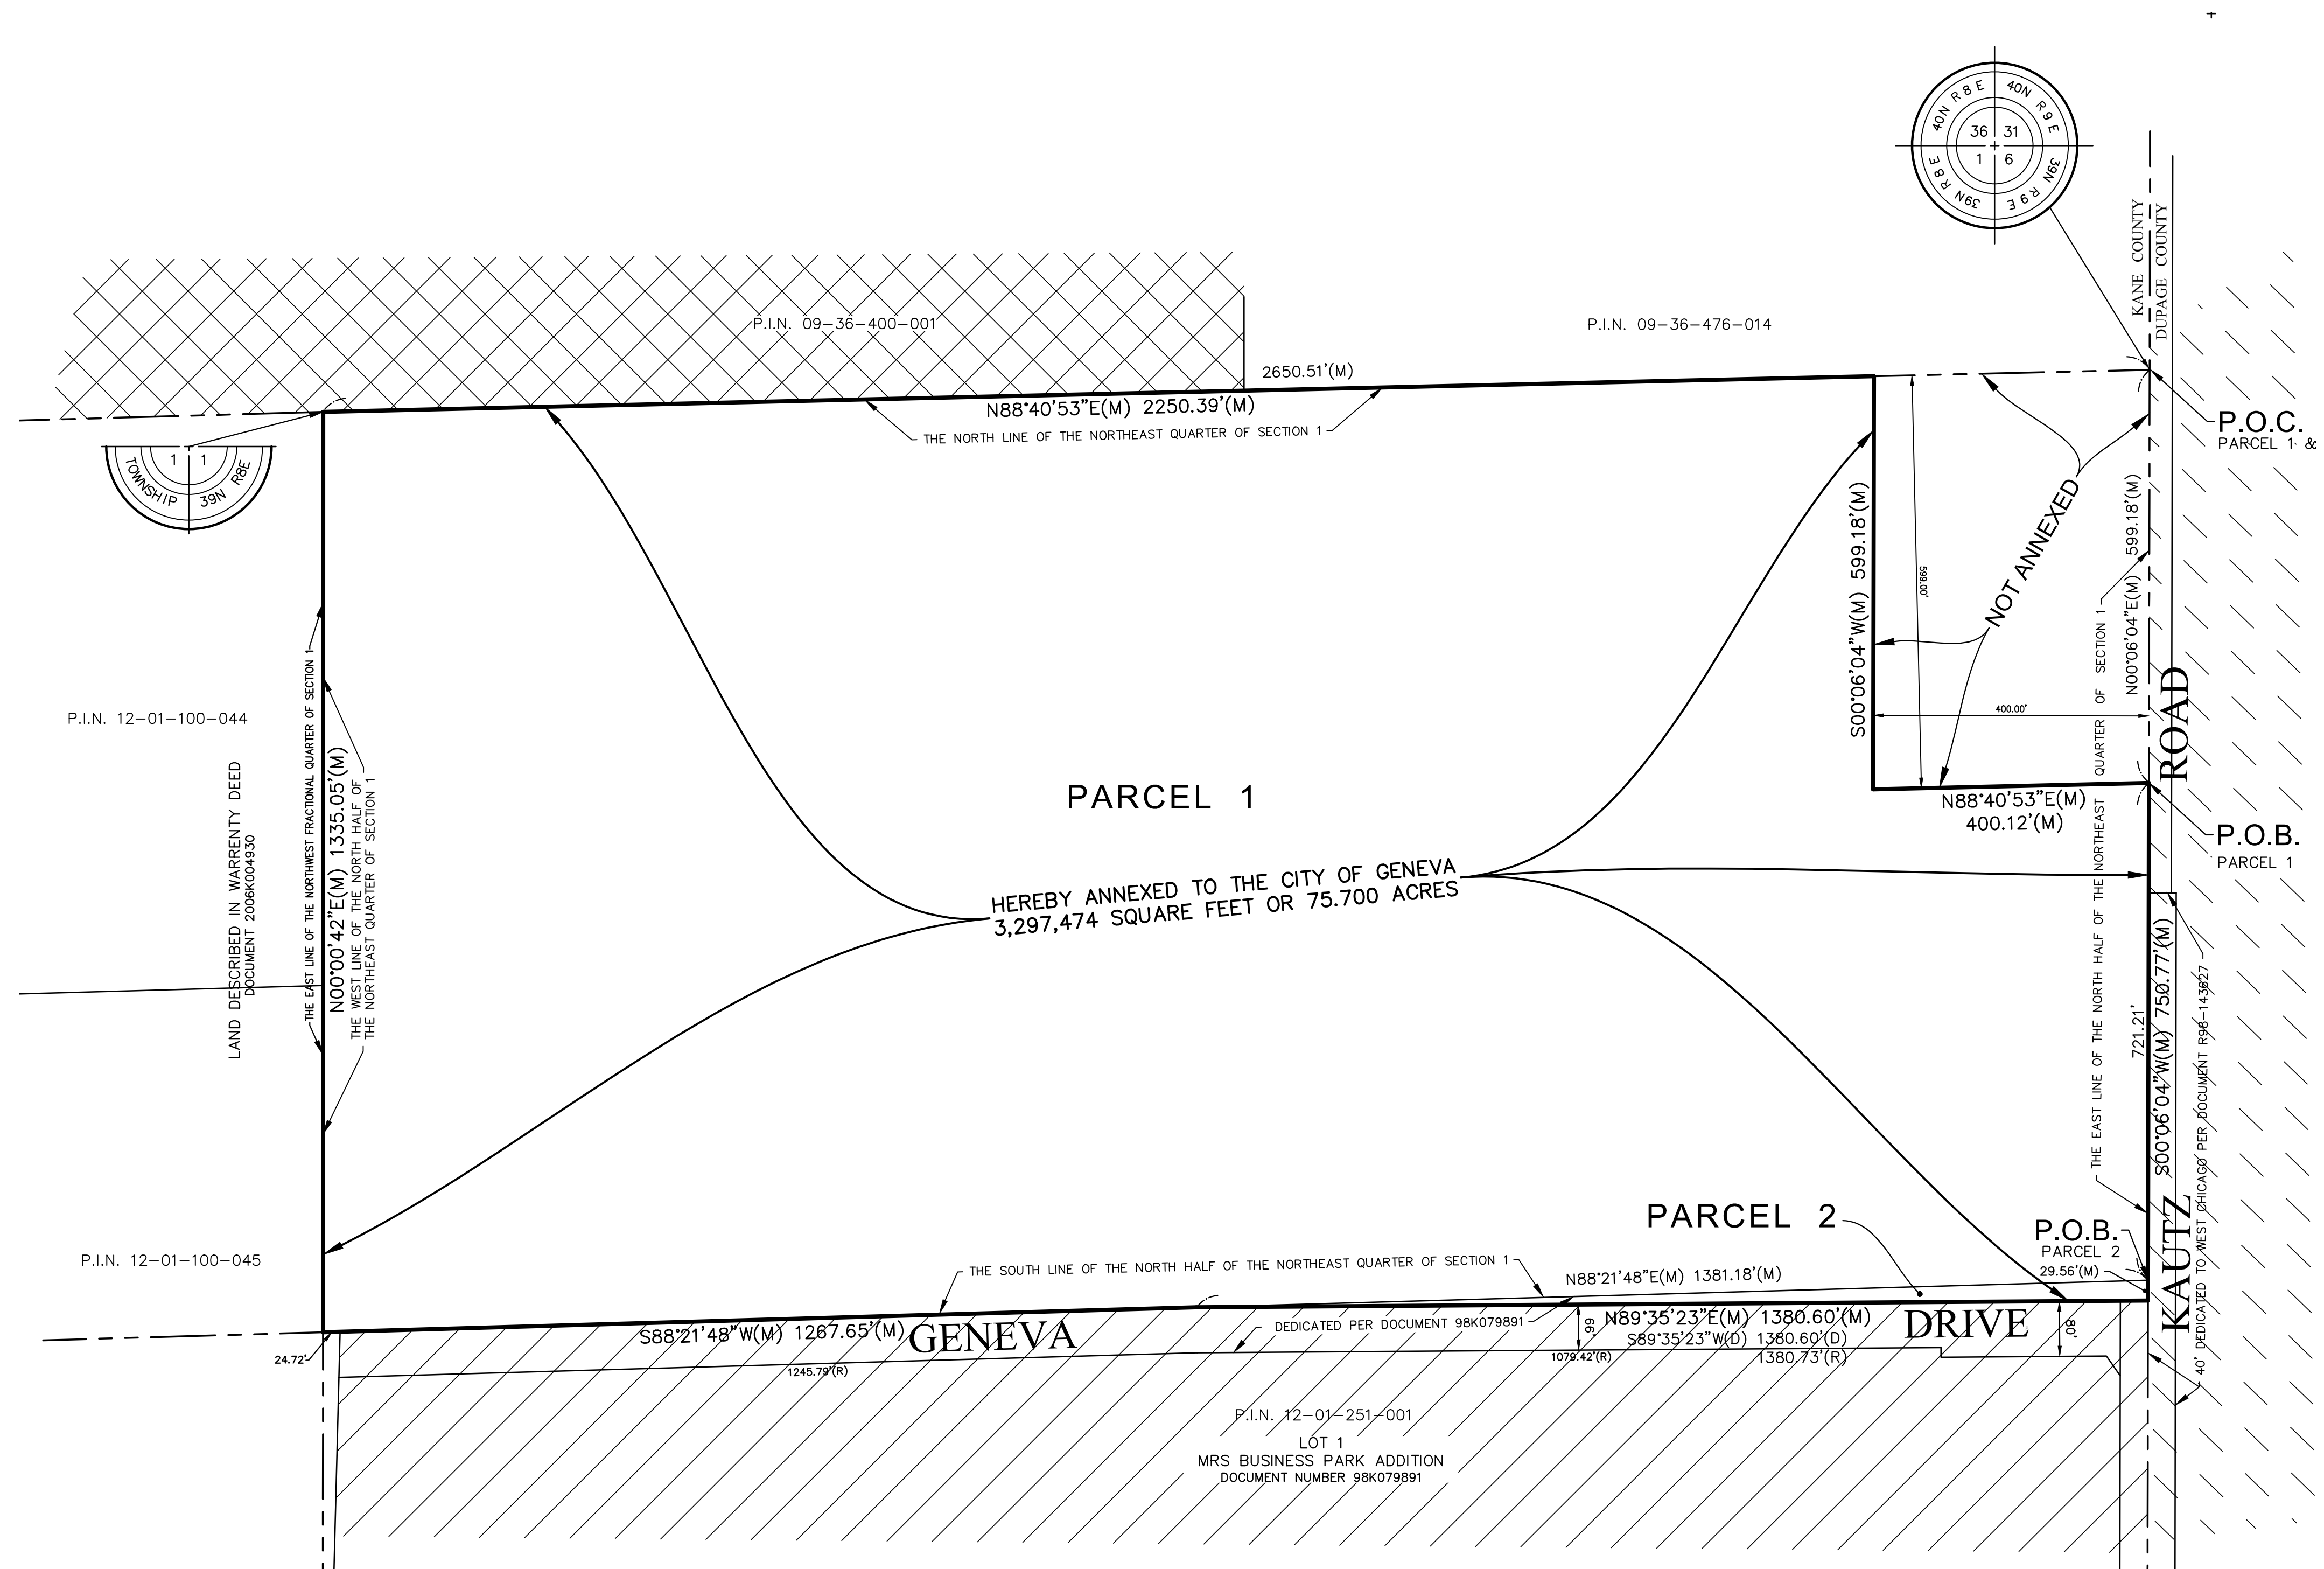 40N R8E
40N R9E
36 31
1 6
39N R8E
39N R9E
KANE COUNTY
DUPAGE COUNTY
P.I.N. 09-36-400-001
P.I.N. 09-36-476-014
2650.51'(M)
N88°40'53"E(M) 2250.39'(M)
THE NORTH LINE OF THE NORTHEAST QUARTER OF SECTION 1
P.O.C.
PARCEL 1 &
1 1
TOWNSHIP 39N R8E
S00°06'04"W(M) 599.18'(M)
599.00'
NOT ANNEXED
N00°06'04"E(M) 599.18'(M)
400.00'
N88°40'53"E(M)
400.12'(M)
P.O.B.
PARCEL 1
ROAD
P.I.N. 12-01-100-044
LAND DESCRIBED IN WARRENTY DEED
DOCUMENT 2006K004930
THE EAST LINE OF THE NORTHWEST FRACTIONAL QUARTER OF SECTION 1
N00°00'42"E(M) 1335.05'(M)
THE WEST LINE OF THE NORTH HALF OF
THE NORTHEAST QUARTER OF SECTION 1
PARCEL 1
HEREBY ANNEXED TO THE CITY OF GENEVA
3,297,474 SQUARE FEET OR 75.700 ACRES
THE EAST LINE OF THE NORTH HALF OF THE NORTHEAST QUARTER OF SECTION 1
721.21'
S00°06'04"W(M) 750.77'(M)
40' DEDICATED TO WEST CHICAGO PER DOCUMENT R98-143627
KAUTZ
P.I.N. 12-01-100-045
PARCEL 2
P.O.B.
PARCEL 2
29.56'(M)
THE SOUTH LINE OF THE NORTH HALF OF THE NORTHEAST QUARTER OF SECTION 1
N88°21'48"E(M) 1381.18'(M)
S88°21'48"W(M) 1267.65'(M)
GENEVA
DEDICATED PER DOCUMENT 98K079891
66'
N89°35'23"E(M) 1380.60'(M)
S89°35'23"W(D) 1380.60'(D)
1380.73'(R)
DRIVE
80'
24.72'
1245.79'(R)
1079.42'(R)
P.I.N. 12-01-251-001
LOT 1
MRS BUSINESS PARK ADDITION
DOCUMENT NUMBER 98K079891